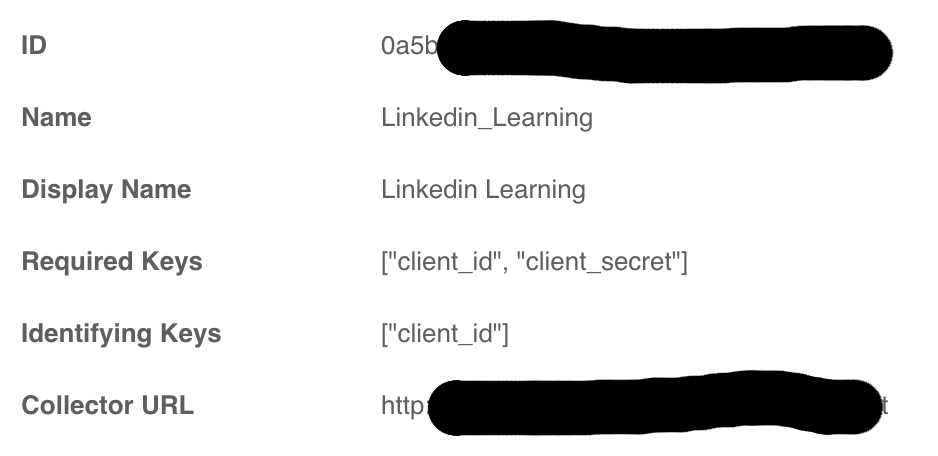 ID 0a5b
Name Linkedin_Learning
Display Name Linkedin Learning
Required Keys ["client_id", "client_secret"]
Identifying Keys ["client_id"]
Collector URL http: